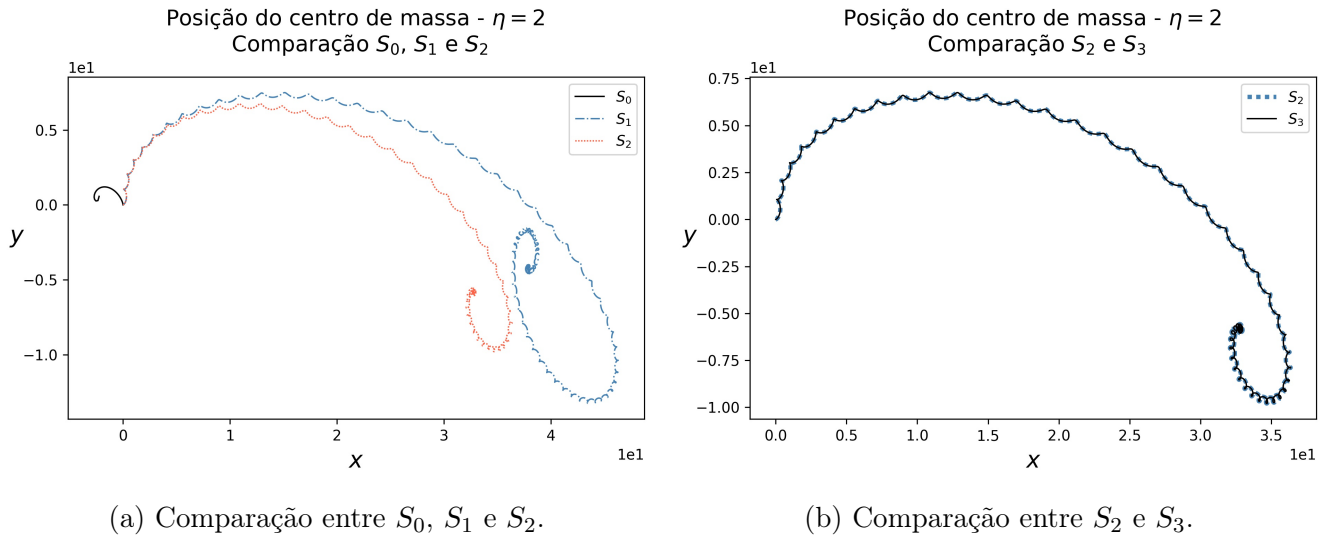 Posição do centro de massa - η = 2
Comparação S₀, S₁ e S₂
1e1
S₀
S₁
S₂
0.5
0.0
−0.5
−1.0
y
0 1 2 3 4
1e1
x
(a) Comparação entre S₀, S₁ e S₂.
Posição do centro de massa - η = 2
Comparação S₂ e S₃
1e1
S₂
S₃
0.75
0.50
0.25
0.00
−0.25
−0.50
−0.75
−1.00
y
0.0 0.5 1.0 1.5 2.0 2.5 3.0 3.5
1e1
x
(b) Comparação entre S₂ e S₃.